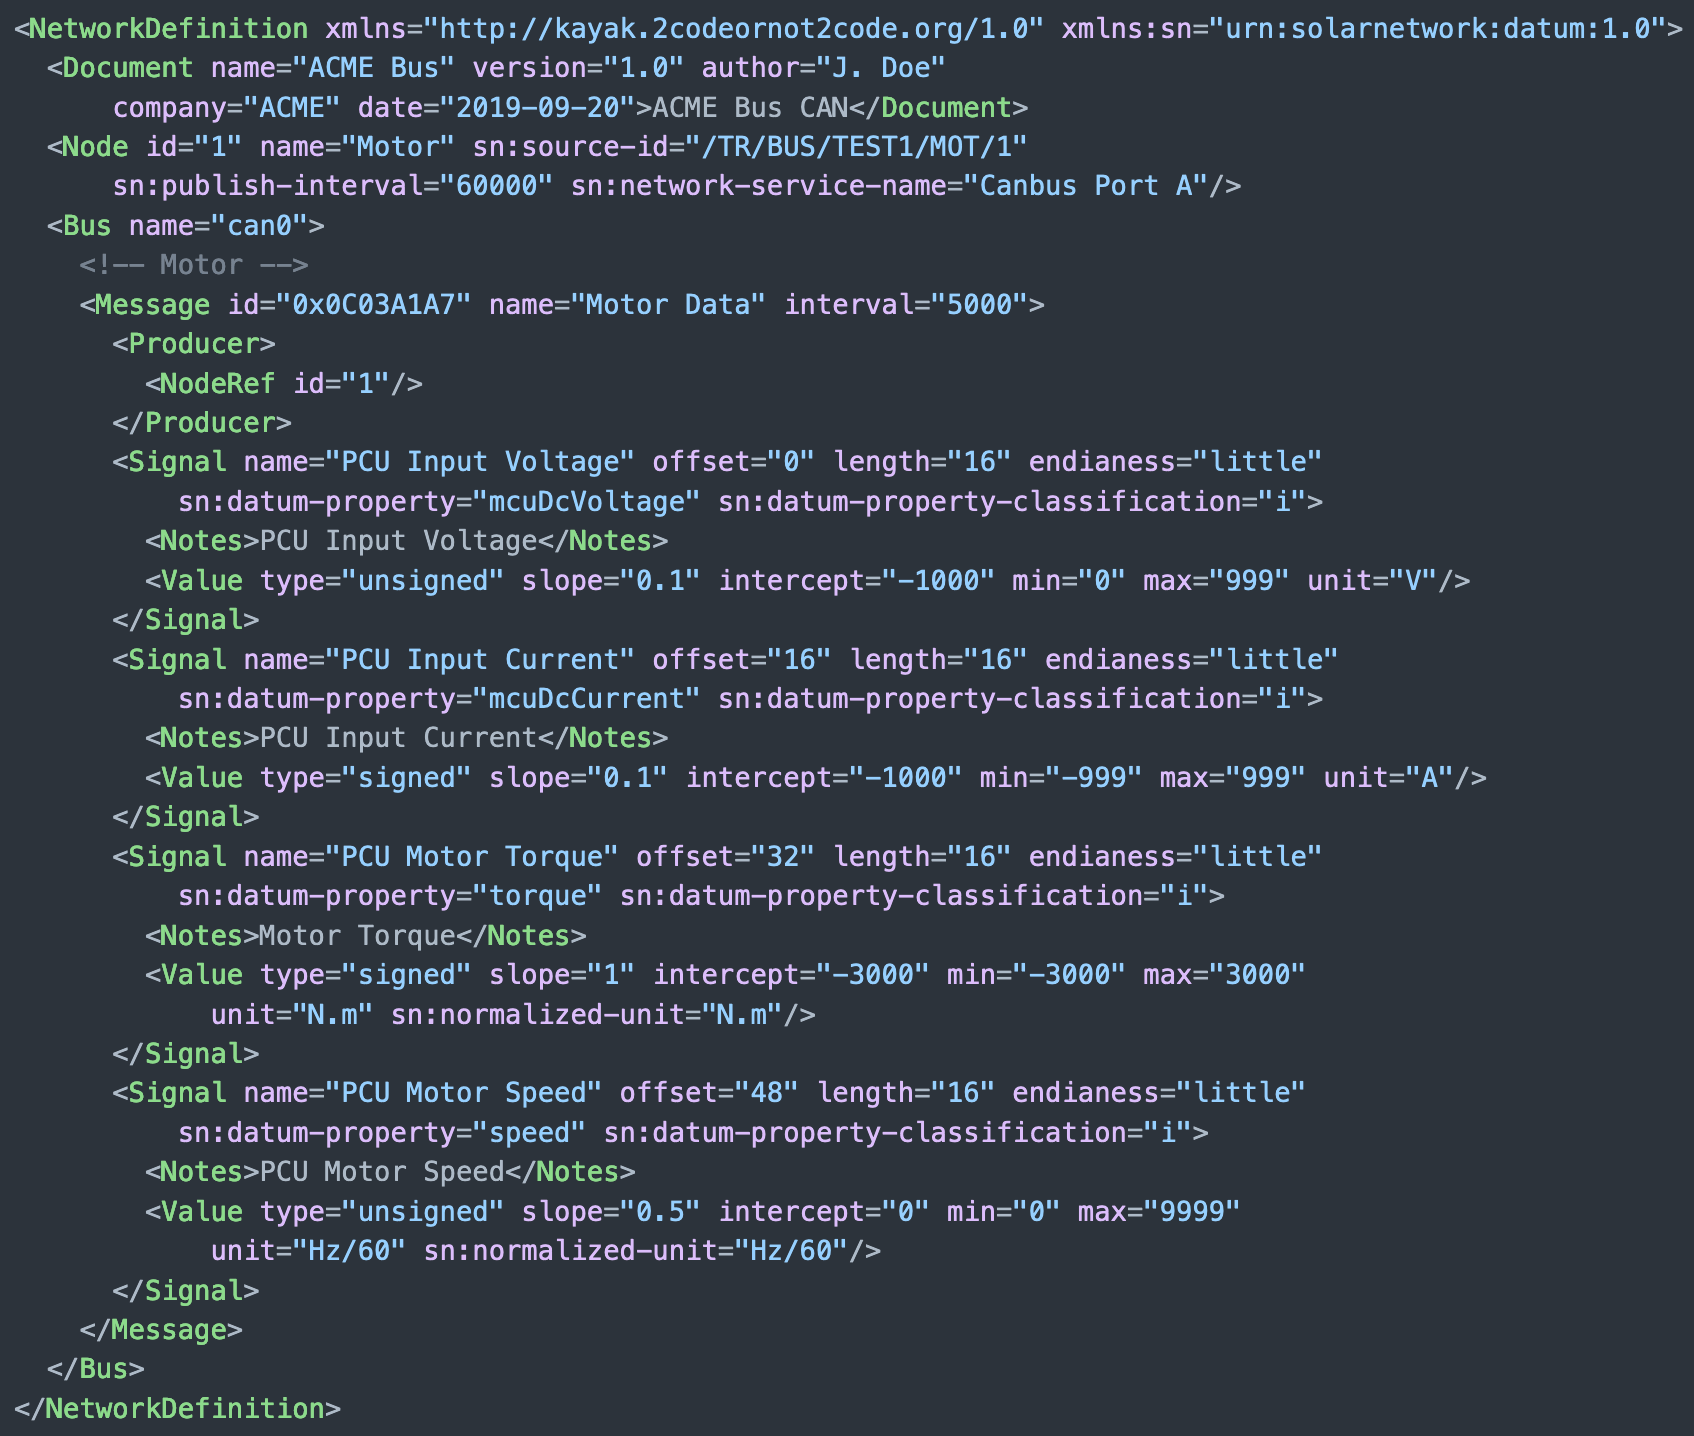 <NetworkDefinition xmlns="http://kayak.2codeornot2code.org/1.0" xmlns:sn="urn:solarnetwork:datum:1.0">
  <Document name="ACME Bus" version="1.0" author="J. Doe"
      company="ACME" date="2019-09-20">ACME Bus CAN</Document>
  <Node id="1" name="Motor" sn:source-id="/TR/BUS/TEST1/MOT/1"
      sn:publish-interval="60000" sn:network-service-name="Canbus Port A"/>
  <Bus name="can0">
    <!-- Motor -->
    <Message id="0x0C03A1A7" name="Motor Data" interval="5000">
      <Producer>
        <NodeRef id="1"/>
      </Producer>
      <Signal name="PCU Input Voltage" offset="0" length="16" endianess="little"
          sn:datum-property="mcuDcVoltage" sn:datum-property-classification="i">
        <Notes>PCU Input Voltage</Notes>
        <Value type="unsigned" slope="0.1" intercept="-1000" min="0" max="999" unit="V"/>
      </Signal>
      <Signal name="PCU Input Current" offset="16" length="16" endianess="little"
          sn:datum-property="mcuDcCurrent" sn:datum-property-classification="i">
        <Notes>PCU Input Current</Notes>
        <Value type="signed" slope="0.1" intercept="-1000" min="-999" max="999" unit="A"/>
      </Signal>
      <Signal name="PCU Motor Torque" offset="32" length="16" endianess="little"
          sn:datum-property="torque" sn:datum-property-classification="i">
        <Notes>Motor Torque</Notes>
        <Value type="signed" slope="1" intercept="-3000" min="-3000" max="3000"
            unit="N.m" sn:normalized-unit="N.m"/>
      </Signal>
      <Signal name="PCU Motor Speed" offset="48" length="16" endianess="little"
          sn:datum-property="speed" sn:datum-property-classification="i">
        <Notes>PCU Motor Speed</Notes>
        <Value type="unsigned" slope="0.5" intercept="0" min="0" max="9999"
            unit="Hz/60" sn:normalized-unit="Hz/60"/>
      </Signal>
    </Message>
  </Bus>
</NetworkDefinition>